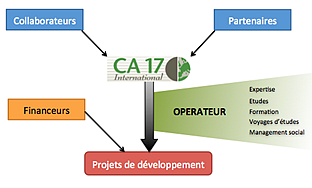 Collaborateurs
Partenaires
CA 17
International
Financeurs
OPERATEUR
Expertise
Etudes
Formation
Voyages d'études
Management social
Projets de développement